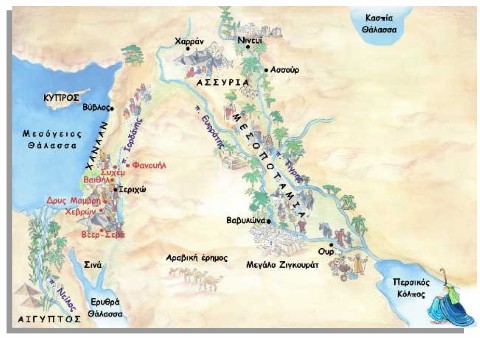 Κασπία
Θάλασσα
Χαρράν
Νινευί
Ασσούρ
ΑΣΣΥΡΙΑ
ΚΥΠΡΟΣ
Βύβλος
Μεσόγειος
Θάλασσα
ΧΑΝΑΑΝ
π. Ιορδάνης
π. Ευφράτης
ΜΕΣΟΠΟΤΑΜΙΑ
π. Τίγρης
Φανουήλ
Συχέμ
Βαιθήλ
Ιεριχώ
Δρυς Μαμβρή
Χεβρών
Βέερ-Σεβά
Βαβυλώνα
Ουρ
Μεγάλο Ζιγκουράτ
Αραβική έρημος
Σινά
Περσικός
Κόλπος
π. Νείλος
Ερυθρά
Θάλασσα
ΑΙΓΥΠΤΟΣ